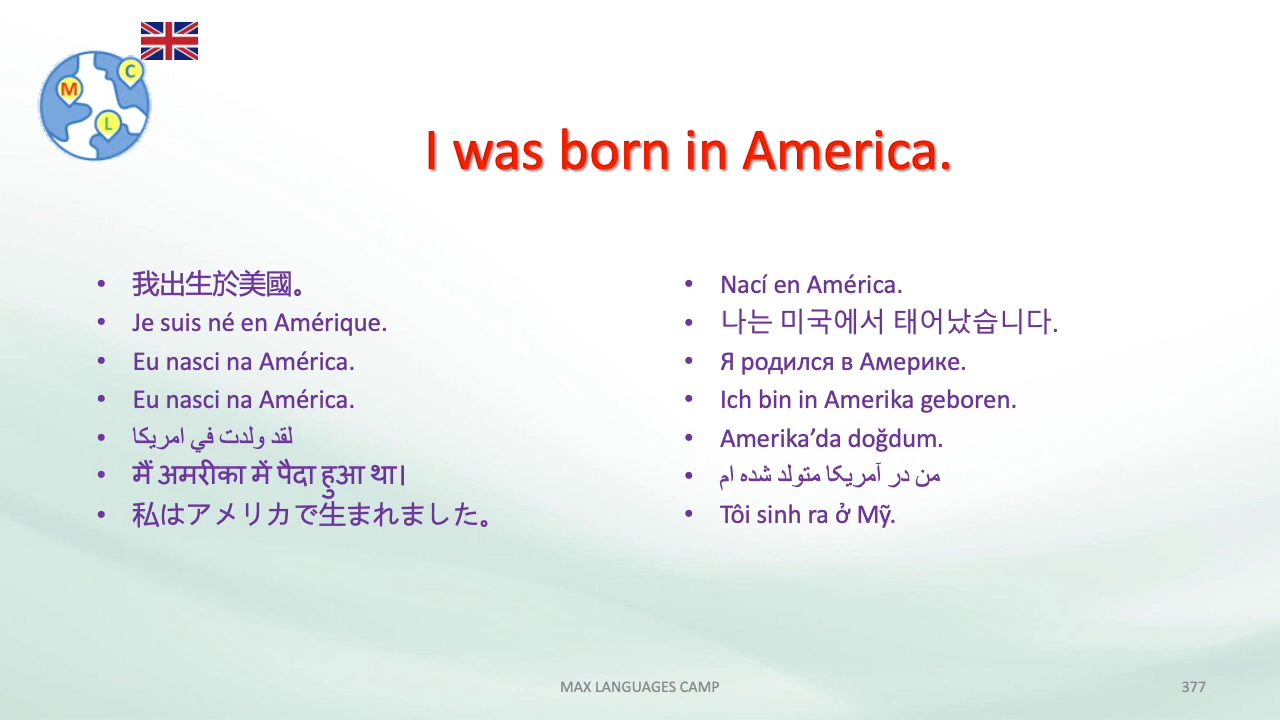 M
C
L
I was born in America.
• 我出生於美國。
• Je suis né en Amérique.
• Eu nasci na América.
• Eu nasci na América.
• لقد ولدت في امريكا
• मैं अमरीका में पैदा हुआ था।
• 私はアメリカで生まれました。
• Nací en América.
• 나는 미국에서 태어났습니다.
• Я родился в Америке.
• Ich bin in Amerika geboren.
• Amerika’da doğdum.
• من در آمریکا متولد شده ام
• Tôi sinh ra ở Mỹ.
MAX LANGUAGES CAMP
377